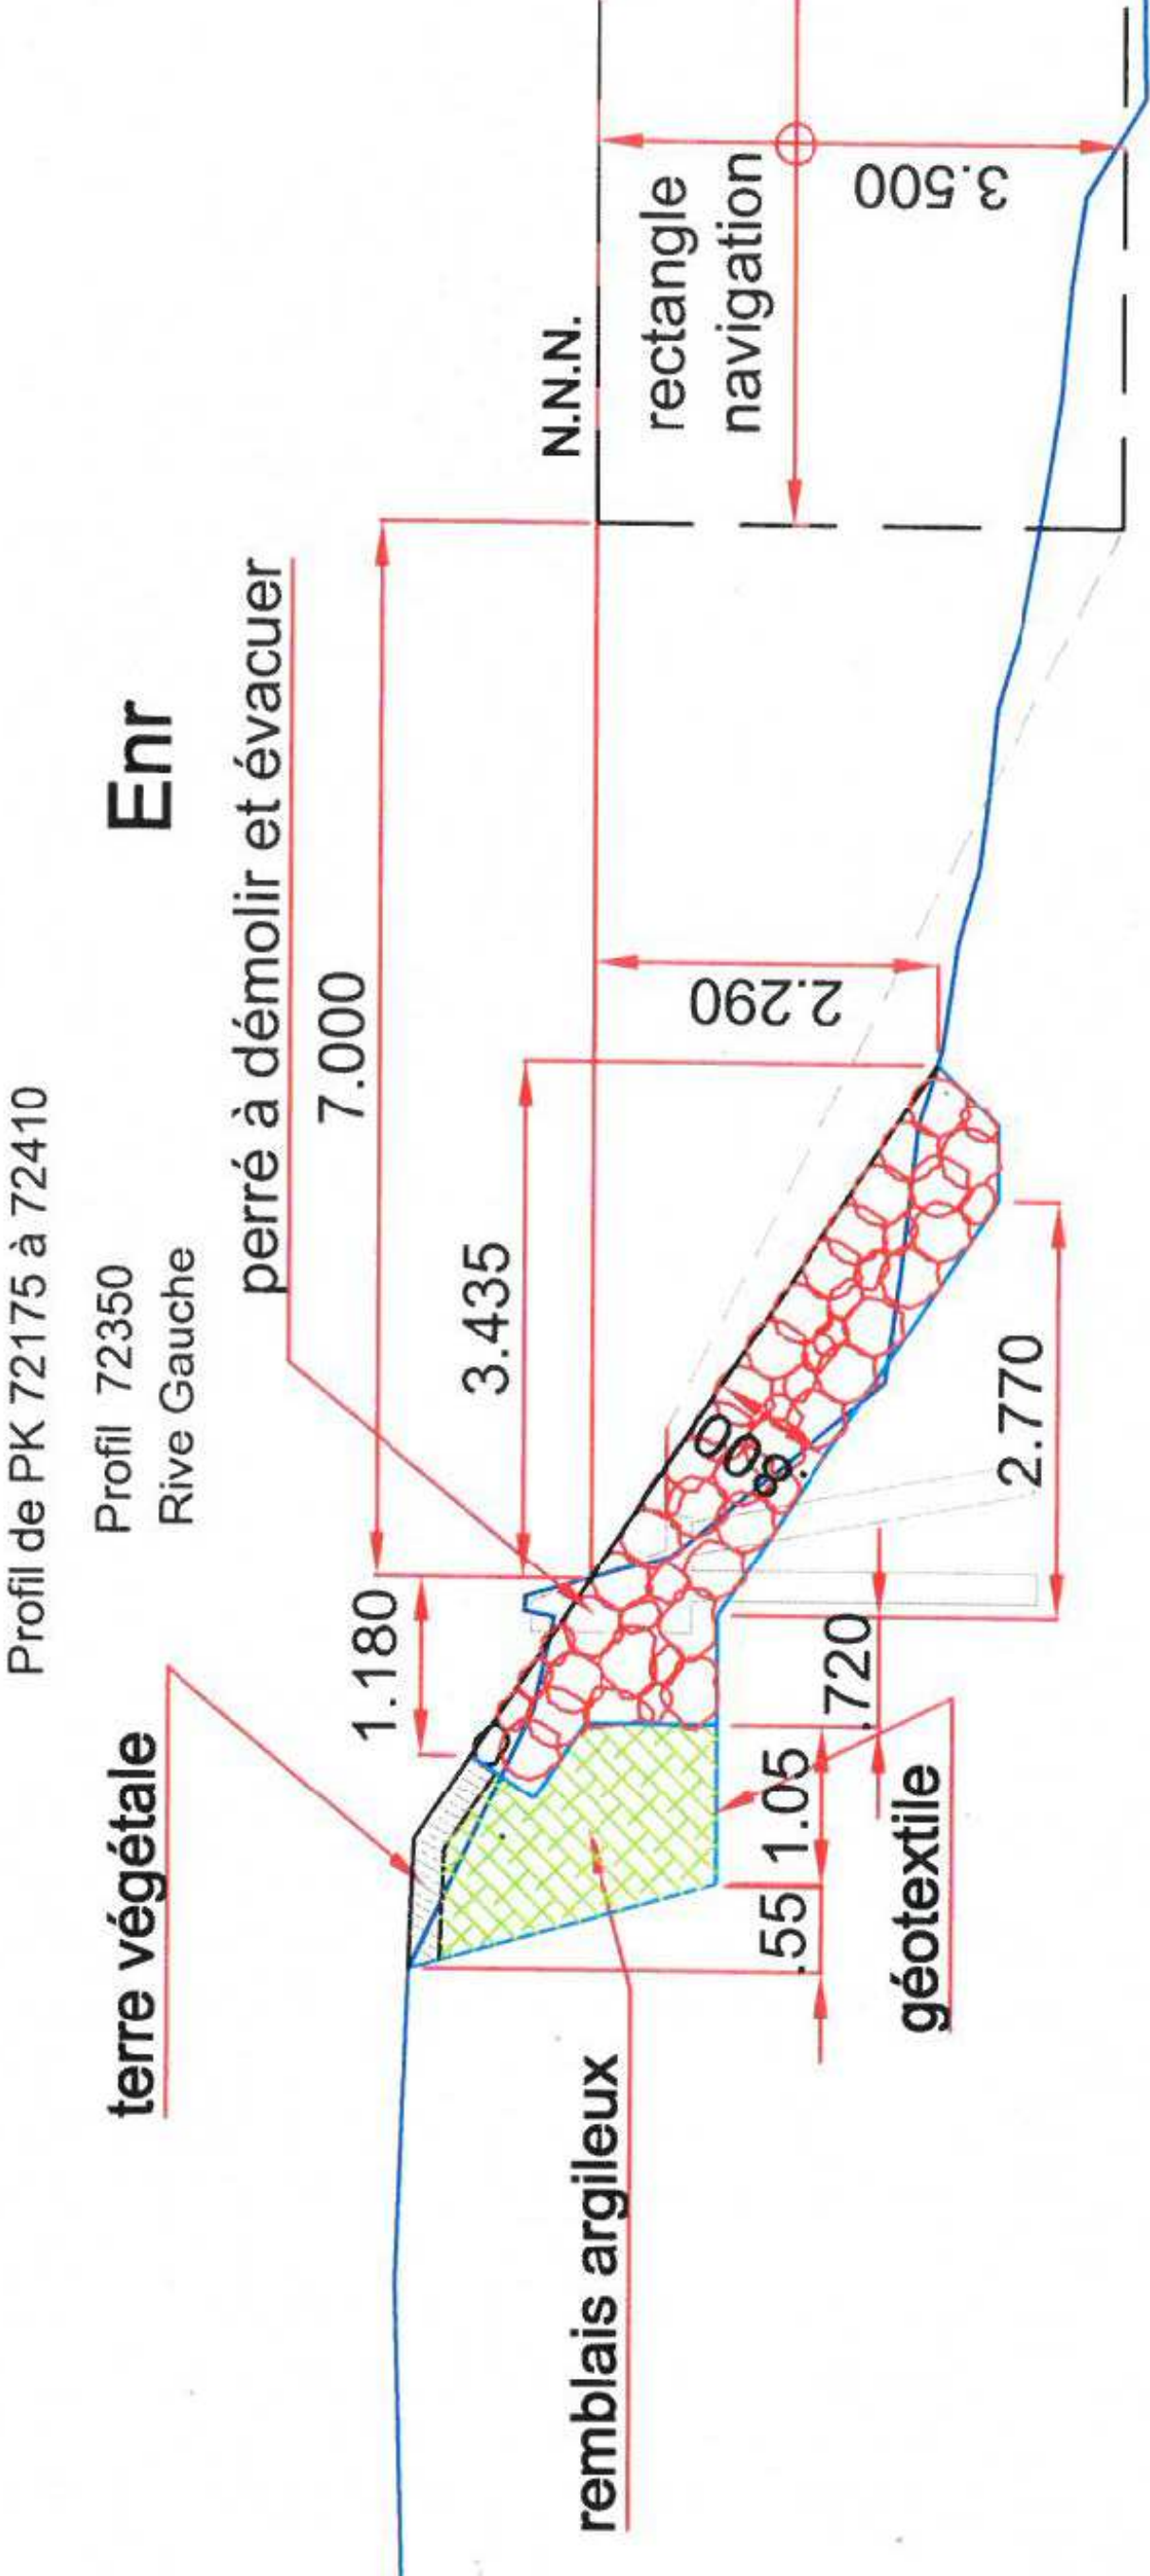 Profil de PK 72175 à 72410
Profil 72350
Rive Gauche
Enr
perré à démolir et évacuer
terre végétale
7.000
1.180
3.435
N.N.N.
rectangle
navigation
3.500
2.290
.800
2.770
.720
1.05
.55
géotextile
remblais argileux